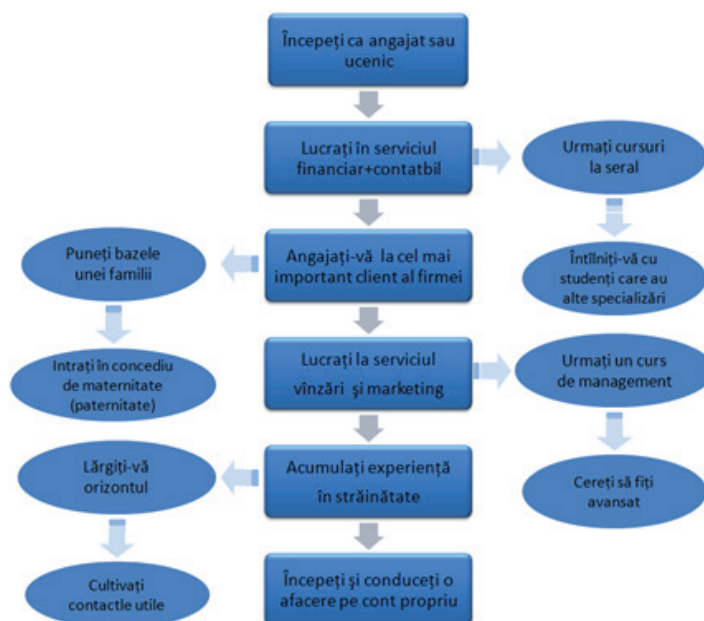 Începeți ca angajat sau
ucenic
Lucrați în serviciul
financiar+contatbil
Urmați cursuri
la seral
Puneți bazele
unei familii
Angajați-vă la cel mai
important client al firmei
Întîlniți-vă cu
studenți care au
alte specializări
Intrați în concediu
de maternitate
(paternitate)
Lucrați la serviciul
vînzări și marketing
Urmați un curs
de management
Lărgiți-vă
orizontul
Acumulați experiență
în străinătate
Cereți să fiți
avansat
Cultivați
contactle utile
Începeți și conduceți o
afacere pe cont propriu